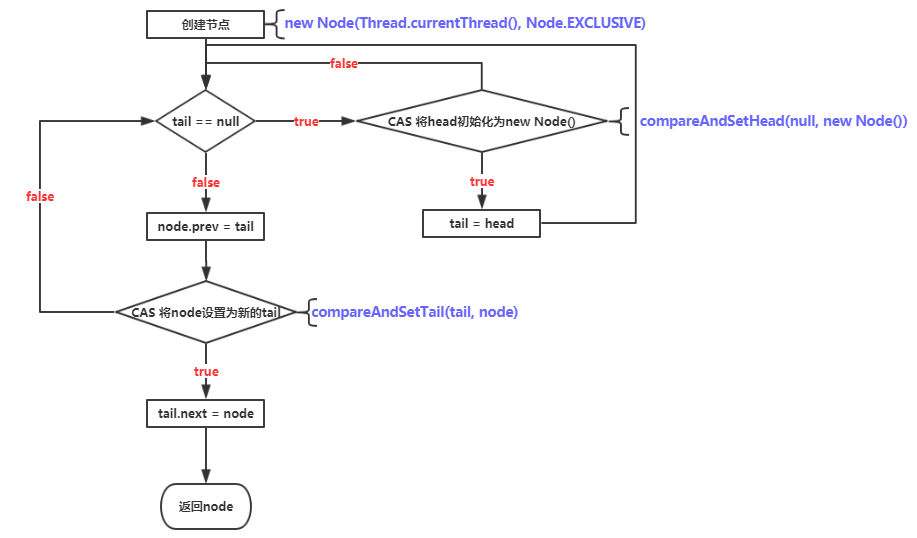 创建节点
new Node(Thread.currentThread(), Node.EXCLUSIVE)
false
tail == null
true
CAS 将head初始化为new Node()
compareAndSetHead(null, new Node())
false
true
false
node.prev = tail
tail = head
CAS 将node设置为新的tail
compareAndSetTail(tail, node)
true
tail.next = node
返回node